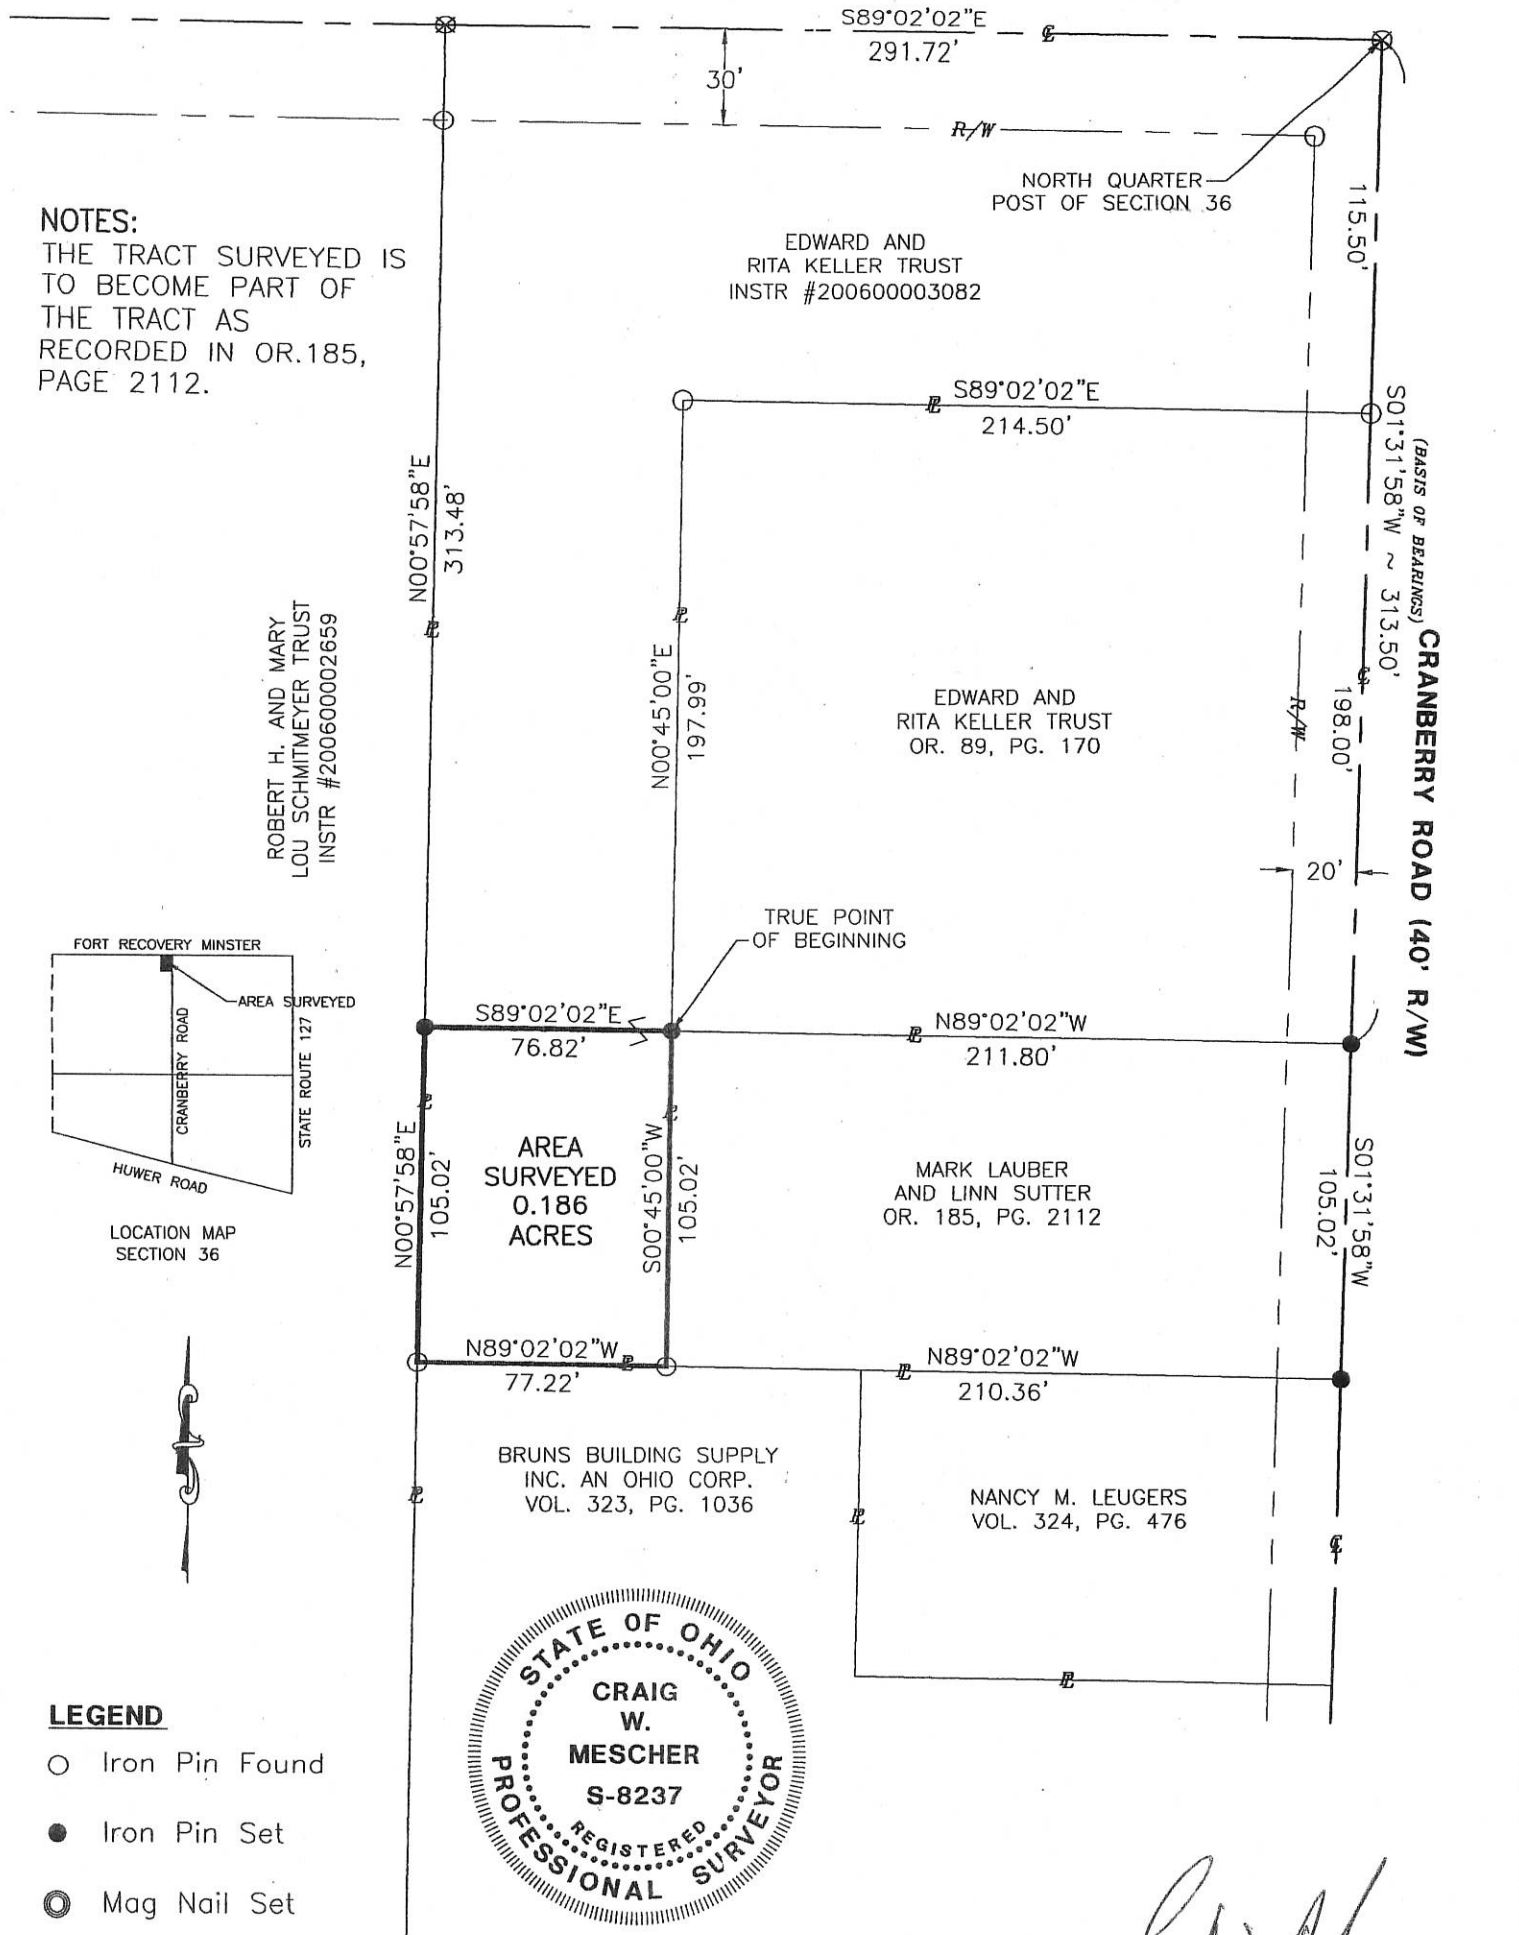 S89°02'02"E
291.72'
30'
R/W
NORTH QUARTER
POST OF SECTION 36
115.50'
NOTES:
THE TRACT SURVEYED IS
TO BECOME PART OF
THE TRACT AS
RECORDED IN OR.185,
PAGE 2112.
EDWARD AND
RITA KELLER TRUST
INSTR #200600003082
S89°02'02"E
214.50'
N00°57'58"E
313.48'
(BASIS OF BEARINGS)
S01°31'58"W ~ 313.50'
CRANBERRY ROAD (40' R/W)
ROBERT H. AND MARY
LOU SCHMITMEYER TRUST
INSTR #200600002659
N00°45'00"E
197.99'
EDWARD AND
RITA KELLER TRUST
OR. 89, PG. 170
R/W
198.00'
20'
TRUE POINT
OF BEGINNING
FORT RECOVERY MINSTER
AREA SURVEYED
CRANBERRY ROAD
STATE ROUTE 127
HUWER ROAD
LOCATION MAP
SECTION 36
S89°02'02"E
76.82'
N89°02'02"W
211.80'
N00°57'58"E
105.02'
AREA
SURVEYED
0.186
ACRES
S00°45'00"W
105.02'
MARK LAUBER
AND LINN SUTTER
OR. 185, PG. 2112
S01°31'58"W
105.02'
N89°02'02"W
77.22'
N89°02'02"W
210.36'
BRUNS BUILDING SUPPLY
INC. AN OHIO CORP.
VOL. 323, PG. 1036
NANCY M. LEUGERS
VOL. 324, PG. 476
STATE OF OHIO
CRAIG
W.
MESCHER
S-8237
REGISTERED
PROFESSIONAL SURVEYOR
LEGEND
Iron Pin Found
Iron Pin Set
Mag Nail Set